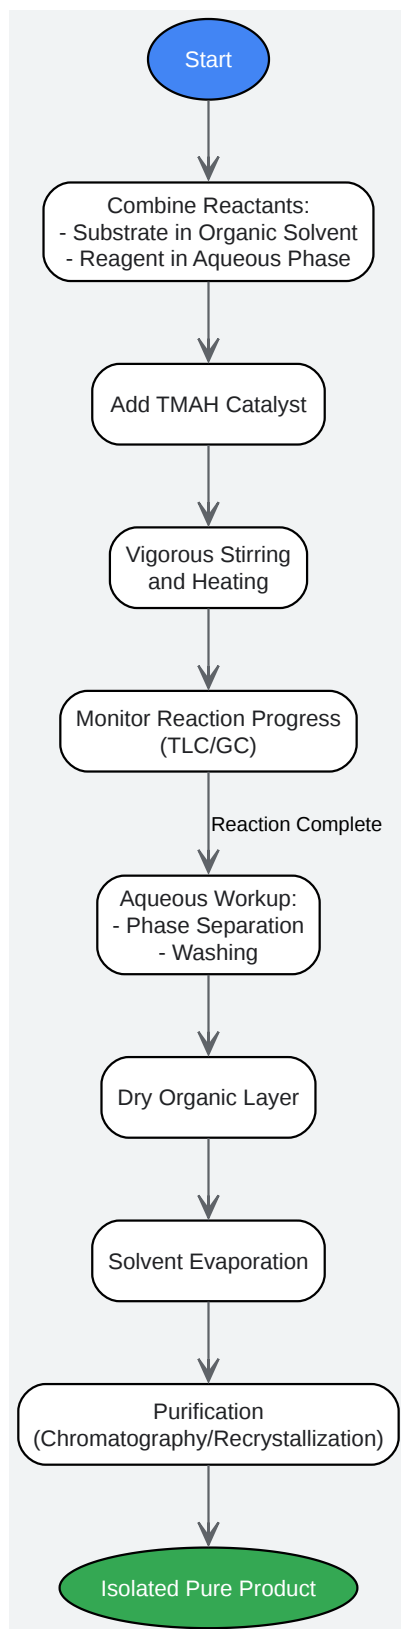 Start
Combine Reactants:
- Substrate in Organic Solvent
- Reagent in Aqueous Phase
Add TMAH Catalyst
Vigorous Stirring
and Heating
Monitor Reaction Progress
(TLC/GC)
Reaction Complete
Aqueous Workup:
- Phase Separation
- Washing
Dry Organic Layer
Solvent Evaporation
Purification
(Chromatography/Recrystallization)
Isolated Pure Product